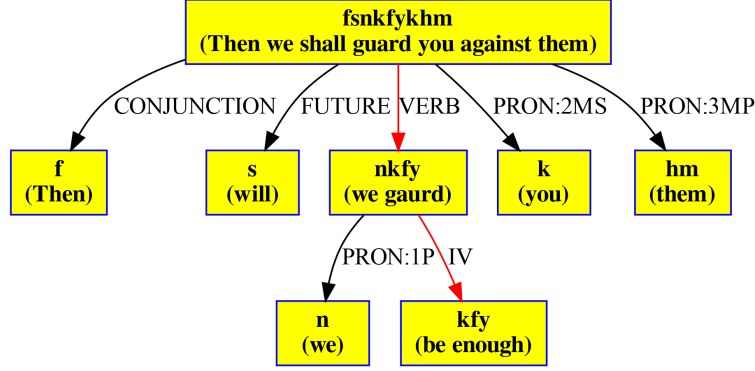 fsnkfykhm
(Then we shall guard you against them)
CONJUNCTION
FUTURE
VERB
PRON:2MS
PRON:3MP
f
(Then)
s
(will)
nkfy
(we gaurd)
k
(you)
hm
(them)
PRON:1P
IV
n
(we)
kfy
(be enough)